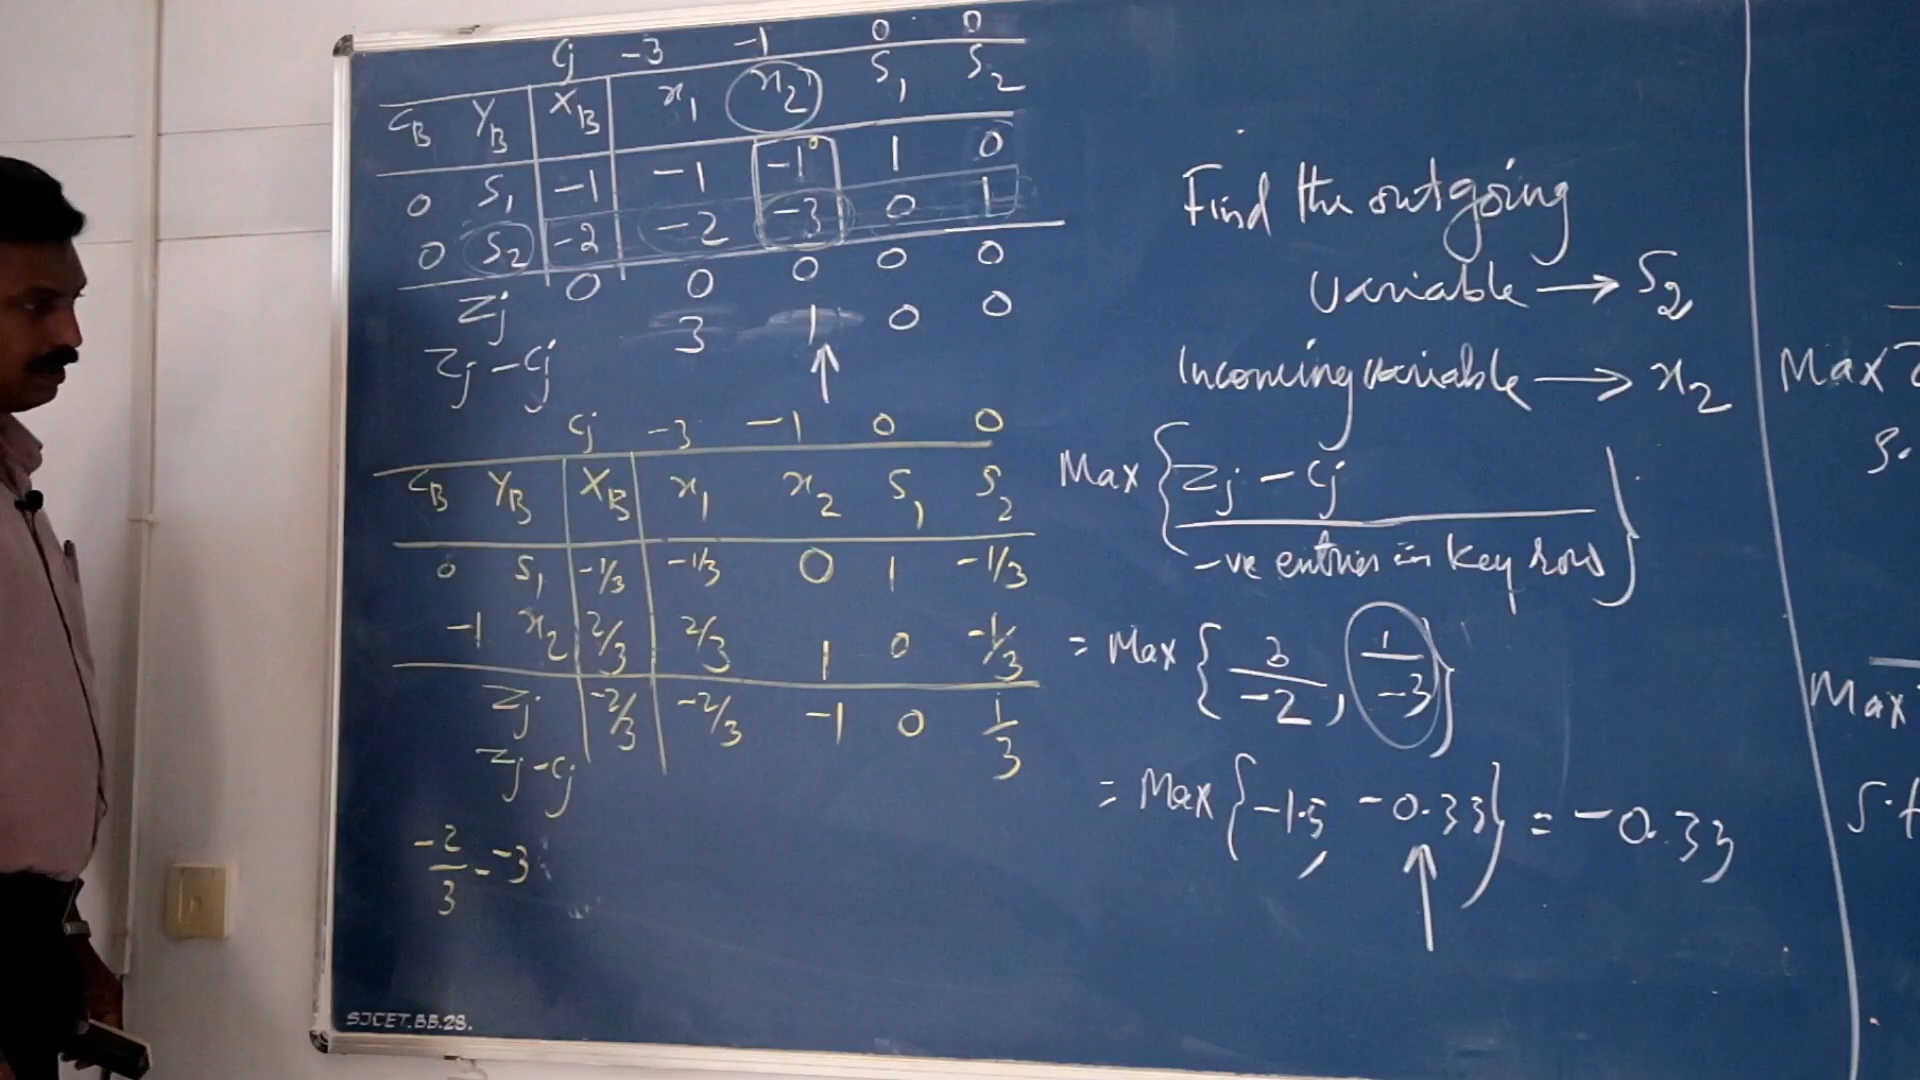 Cj -3 -1 0 0
CB YB XB x1 x2 S1 S2
0 S1 -1 -1 -1 1 0
0 S2 -2 -2 -3 0 1
Zj 0 0 0 0 0
Zj - Cj 3 1 0 0
Cj -3 -1 0 0
CB YB XB x1 x2 S1 S2
0 S1 -1/3 -1/3 0 1 -1/3
-1 x2 2/3 2/3 1 0 -1/3
Zj -2/3 -2/3 -1 0 1/3
Zj - Cj
-2/3 - -3
SJCET.BB.28.
Find the outgoing
variable → S2
Incoming variable → x2
Max { Zj - Cj / -ve entries in key row }
= Max { 3/-2, 1/-3 }
= Max { -1.5, -0.33 } = -0.33
Max
S.
Max
S.t